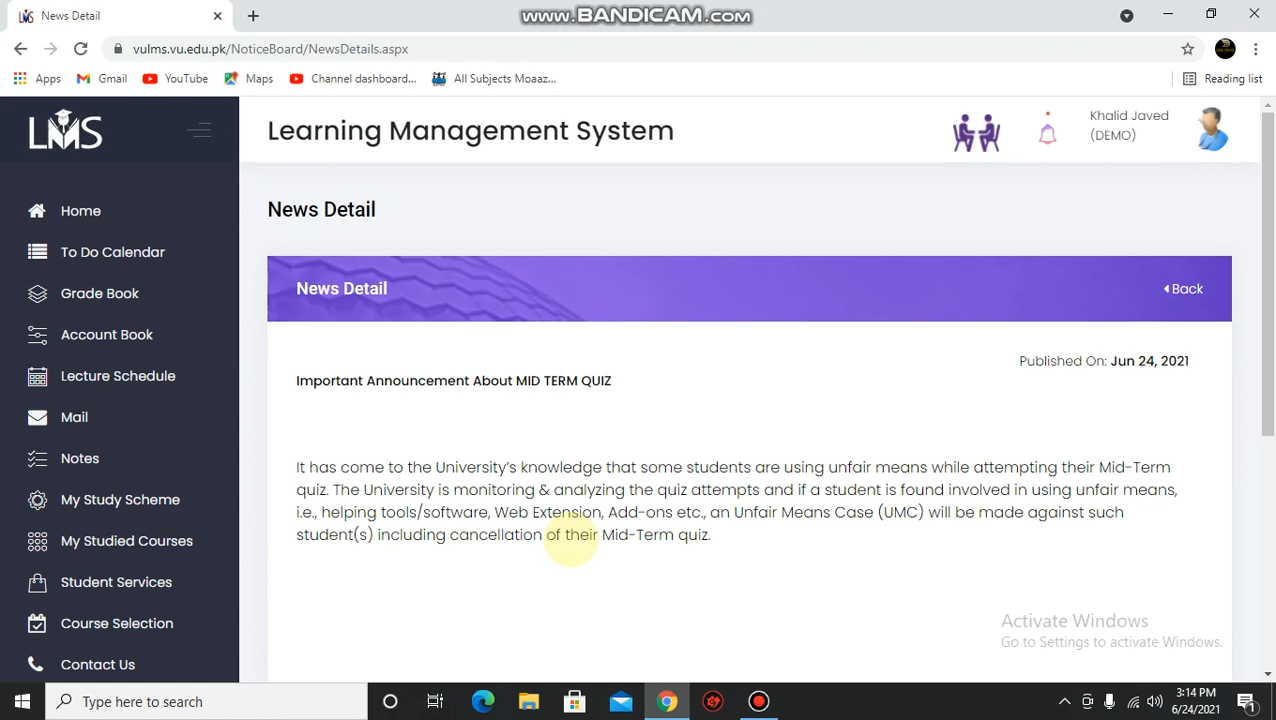 News Detail
www.BANDICAM.com
vulms.vu.edu.pk/NoticeBoard/NewsDetails.aspx
Apps
Gmail
YouTube
Maps
Channel dashboard...
All Subjects Moaaz...
Reading list
LMS
Learning Management System
Khalid Javed
(DEMO)
Home
To Do Calendar
Grade Book
Account Book
Lecture Schedule
Mail
Notes
My Study Scheme
My Studied Courses
Student Services
Course Selection
Contact Us
News Detail
News Detail
Back
Published On: Jun 24, 2021
Important Announcement About MID TERM QUIZ
It has come to the University's knowledge that some students are using unfair means while attempting their Mid-Term
quiz. The University is monitoring & analyzing the quiz attempts and if a student is found involved in using unfair means,
i.e., helping tools/software, Web Extension, Add-ons etc., an Unfair Means Case (UMC) will be made against such
student(s) including cancellation of their Mid-Term quiz.
Activate Windows
Go to Settings to activate Windows.
Type here to search
3:14 PM
6/24/2021
1